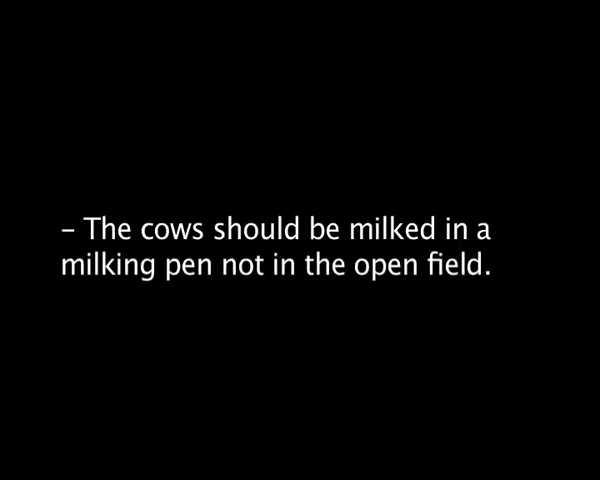 – The cows should be milked in a
milking pen not in the open field.